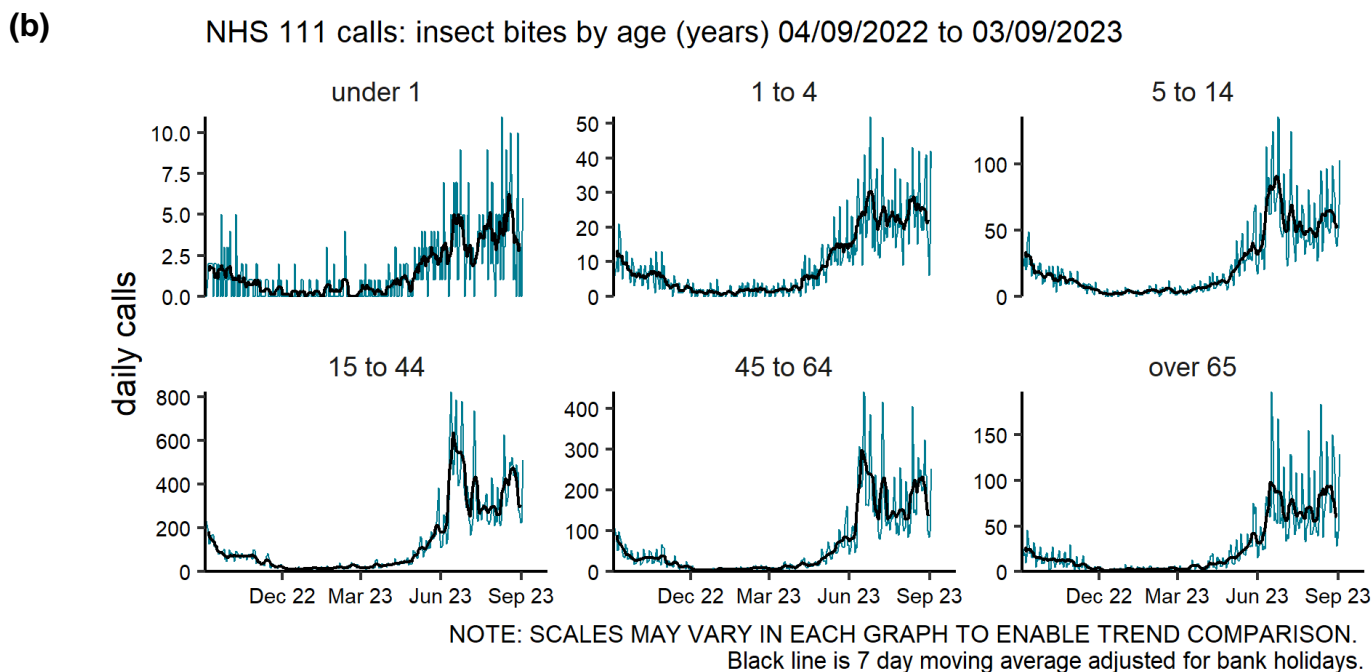 (b)
NHS 111 calls: insect bites by age (years) 04/09/2022 to 03/09/2023
under 1
1 to 4
5 to 14
10.0
7.5
5.0
2.5
0.0
50
40
30
20
10
0
100
50
0
daily calls
15 to 44
45 to 64
over 65
800
600
400
200
0
400
300
200
100
0
150
100
50
0
Dec 22 Mar 23 Jun 23 Sep 23
Dec 22 Mar 23 Jun 23 Sep 23
Dec 22 Mar 23 Jun 23 Sep 23
NOTE: SCALES MAY VARY IN EACH GRAPH TO ENABLE TREND COMPARISON.
Black line is 7 day moving average adjusted for bank holidays.